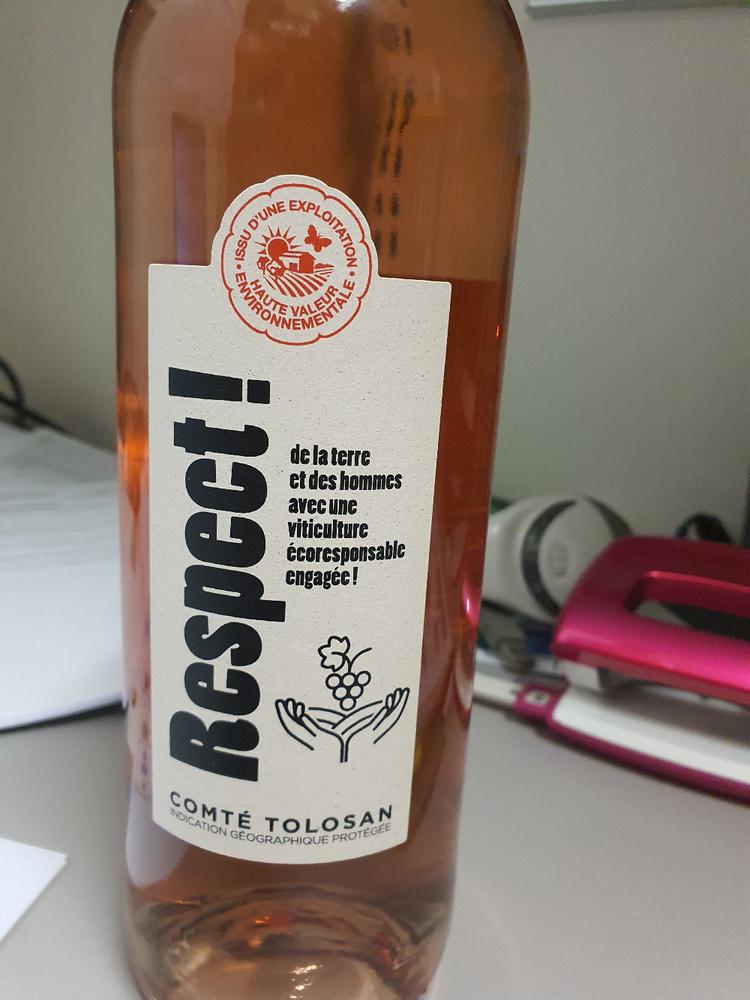 • ISSU D'UNE EXPLOITATION •
HAUTE VALEUR
ENVIRONNEMENTALE
Respect !
de la terre
et des hommes
avec une
viticulture
écoresponsable
engagée !
COMTÉ TOLOSAN
INDICATION GÉOGRAPHIQUE PROTÉGÉE